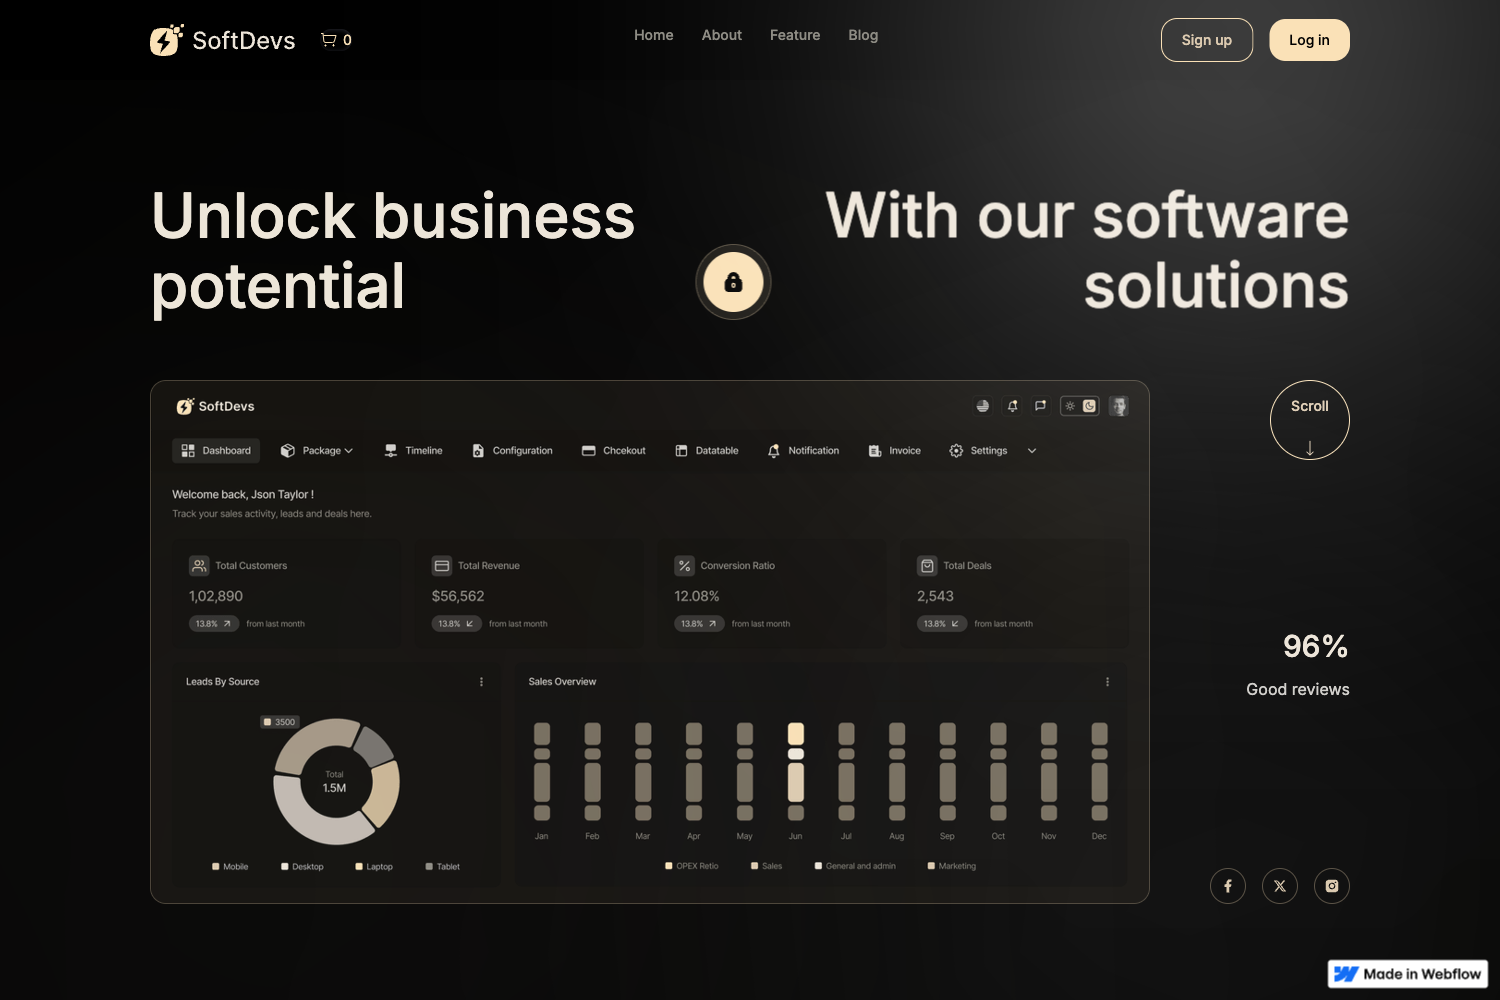 SoftDevs
0
Home
About
Feature
Blog
Sign up
Log in
Unlock business
potential
With our software
solutions
SoftDevs
Dashboard
Package
Timeline
Configuration
Chcekout
Datatable
Notification
Invoice
Settings
Welcome back, Json Taylor !
Track your sales activity, leads and deals here.
Total Customers
1,02,890
13.8%
from last month
Total Revenue
$56,562
13.8%
from last month
Conversion Ratio
12.08%
13.8%
from last month
Total Deals
2,543
13.8%
from last month
Leads By Source
3500
Total
1.5M
Mobile
Desktop
Laptop
Tablet
Sales Overview
Jan
Feb
Mar
Apr
May
Jun
Jul
Aug
Sep
Oct
Nov
Dec
OPEX Retio
Sales
General and admin
Marketing
Scroll
96%
Good reviews
Made in Webflow